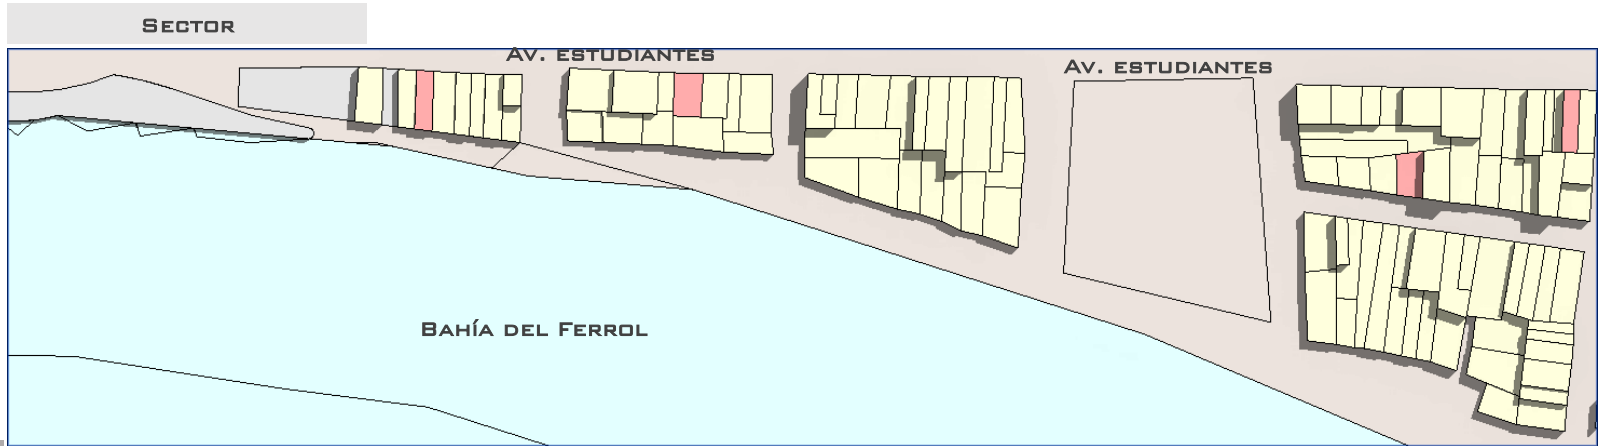 SECTOR
AV. ESTUDIANTES
AV. ESTUDIANTES
BAHÍA DEL FERROL